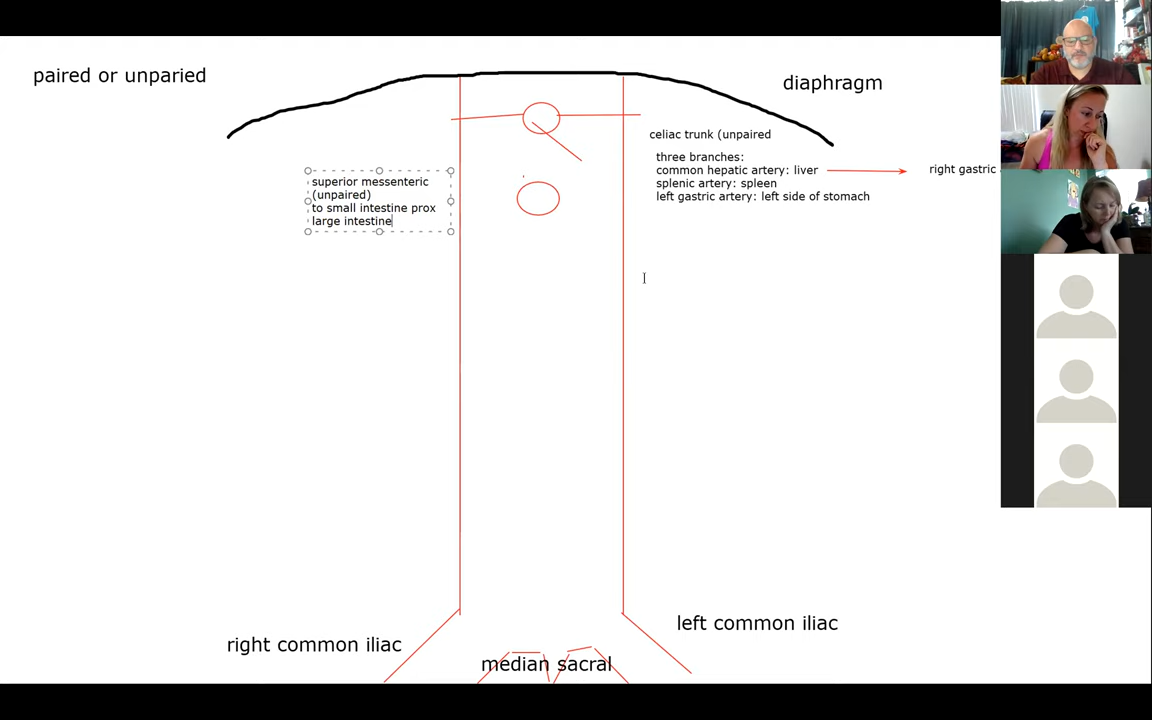 paired or unparied
diaphragm
celiac trunk (unpaired
three branches:
common hepatic artery: liver
right gastric
splenic artery: spleen
left gastric artery: left side of stomach
superior messenteric
(unpaired)
to small intestine prox
large intestine
right common iliac
left common iliac
median sacral